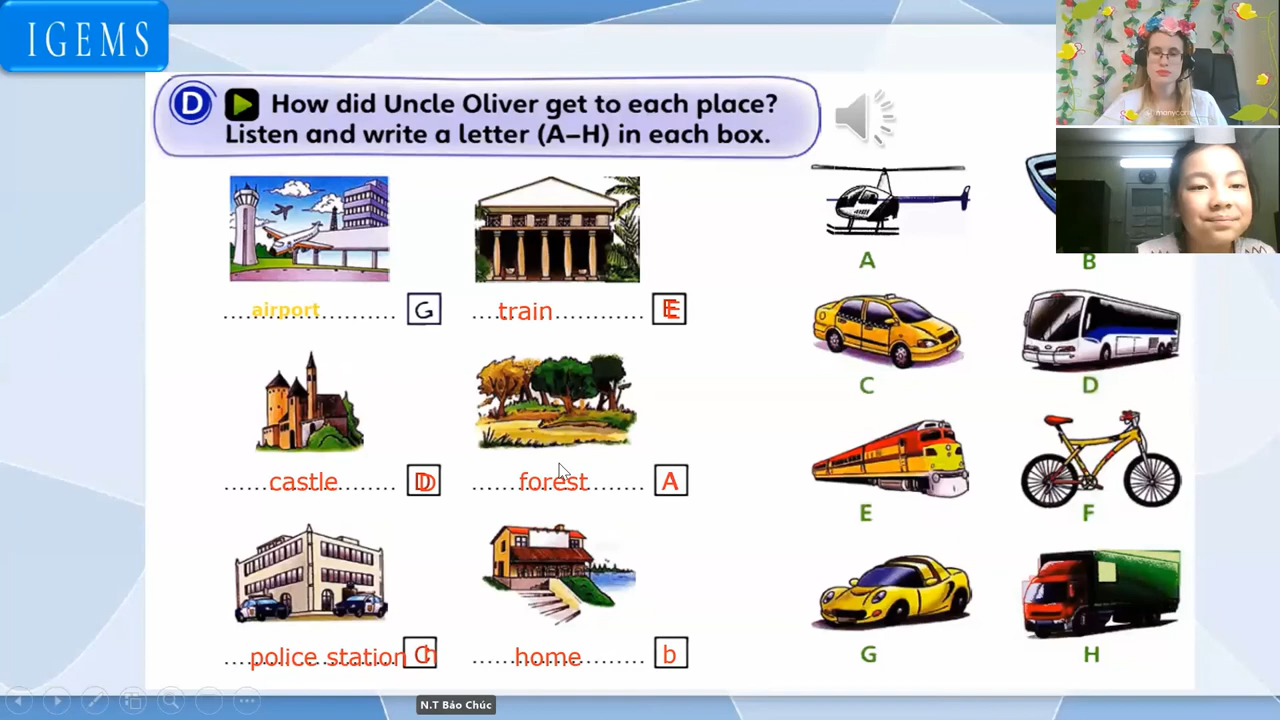 IGEMS
D How did Uncle Oliver get to each place?
Listen and write a letter (A–H) in each box.
airport G
train E
castle D
forest A
police station C h
home b
A
B
C
D
E
F
G
H
N.T Bảo Chúc